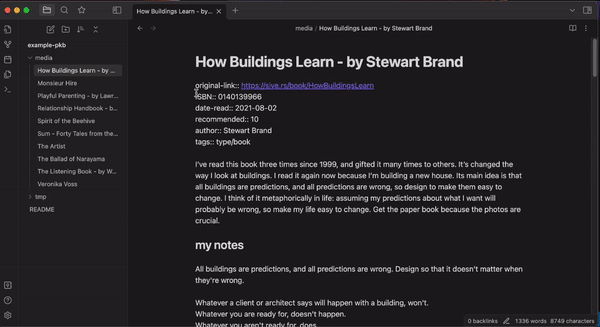 How Buildings Learn - by...
example-pkb
media
How Buildings Learn - by ...
Monsieur Hire
Playful Parenting - by Lawr...
Relationship Handbook - b...
Spirit of the Beehive
Sum - Forty Tales from the...
The Artist
The Ballad of Narayama
The Listening Book - by W...
Veronika Voss
tmp
README
media / How Buildings Learn - by Stewart Brand
How Buildings Learn - by Stewart Brand
original-link:: https://sive.rs/book/HowBuildingsLearn
ISBN:: 0140139966
date-read:: 2021-08-02
recommended:: 10
author:: Stewart Brand
tags:: type/book
I've read this book three times since 1999, and gifted it many times to others. It's changed the
way I look at buildings. I read it again now because I'm building a new house. Its main idea is that
all buildings are predictions, and all predictions are wrong, so design to make them easy to
change. I think of it metaphorically in life: assuming my predictions about what I want will
probably be wrong, so make my life easy to change. Get the paper book because the photos are
crucial.
my notes
All buildings are predictions, and all predictions are wrong. Design so that it doesn't matter when
they're wrong.
Whatever a client or architect says will happen with a building, won't.
Whatever you are ready for, doesn't happen.
Whatever you aren't ready for, does.
0 backlinks 1336 words 8749 characters